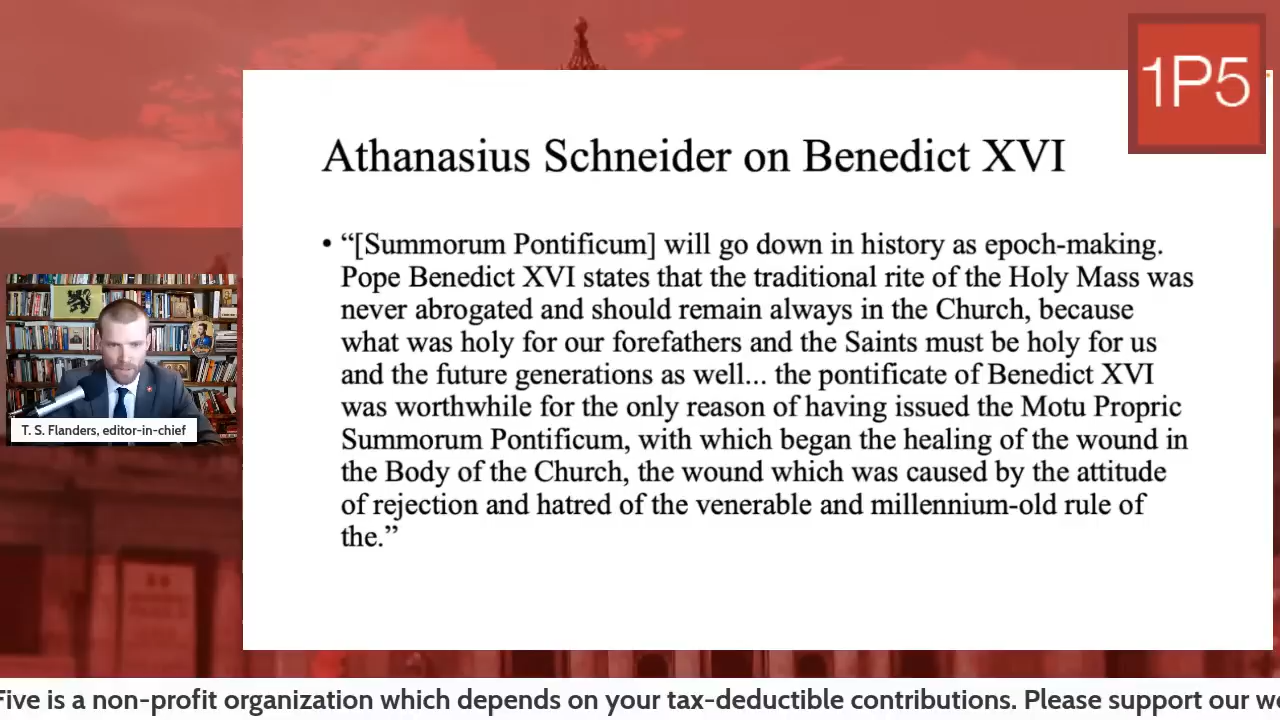 1P5
Athanasius Schneider on Benedict XVI
• “[Summorum Pontificum] will go down in history as epoch-making.
Pope Benedict XVI states that the traditional rite of the Holy Mass was
never abrogated and should remain always in the Church, because
what was holy for our forefathers and the Saints must be holy for us
and the future generations as well... the pontificate of Benedict XVI
was worthwhile for the only reason of having issued the Motu Propric
Summorum Pontificum, with which began the healing of the wound in
the Body of the Church, the wound which was caused by the attitude
of rejection and hatred of the venerable and millennium-old rule of
the.”
T. S. Flanders, editor-in-chief
Five is a non-profit organization which depends on your tax-deductible contributions. Please support our w